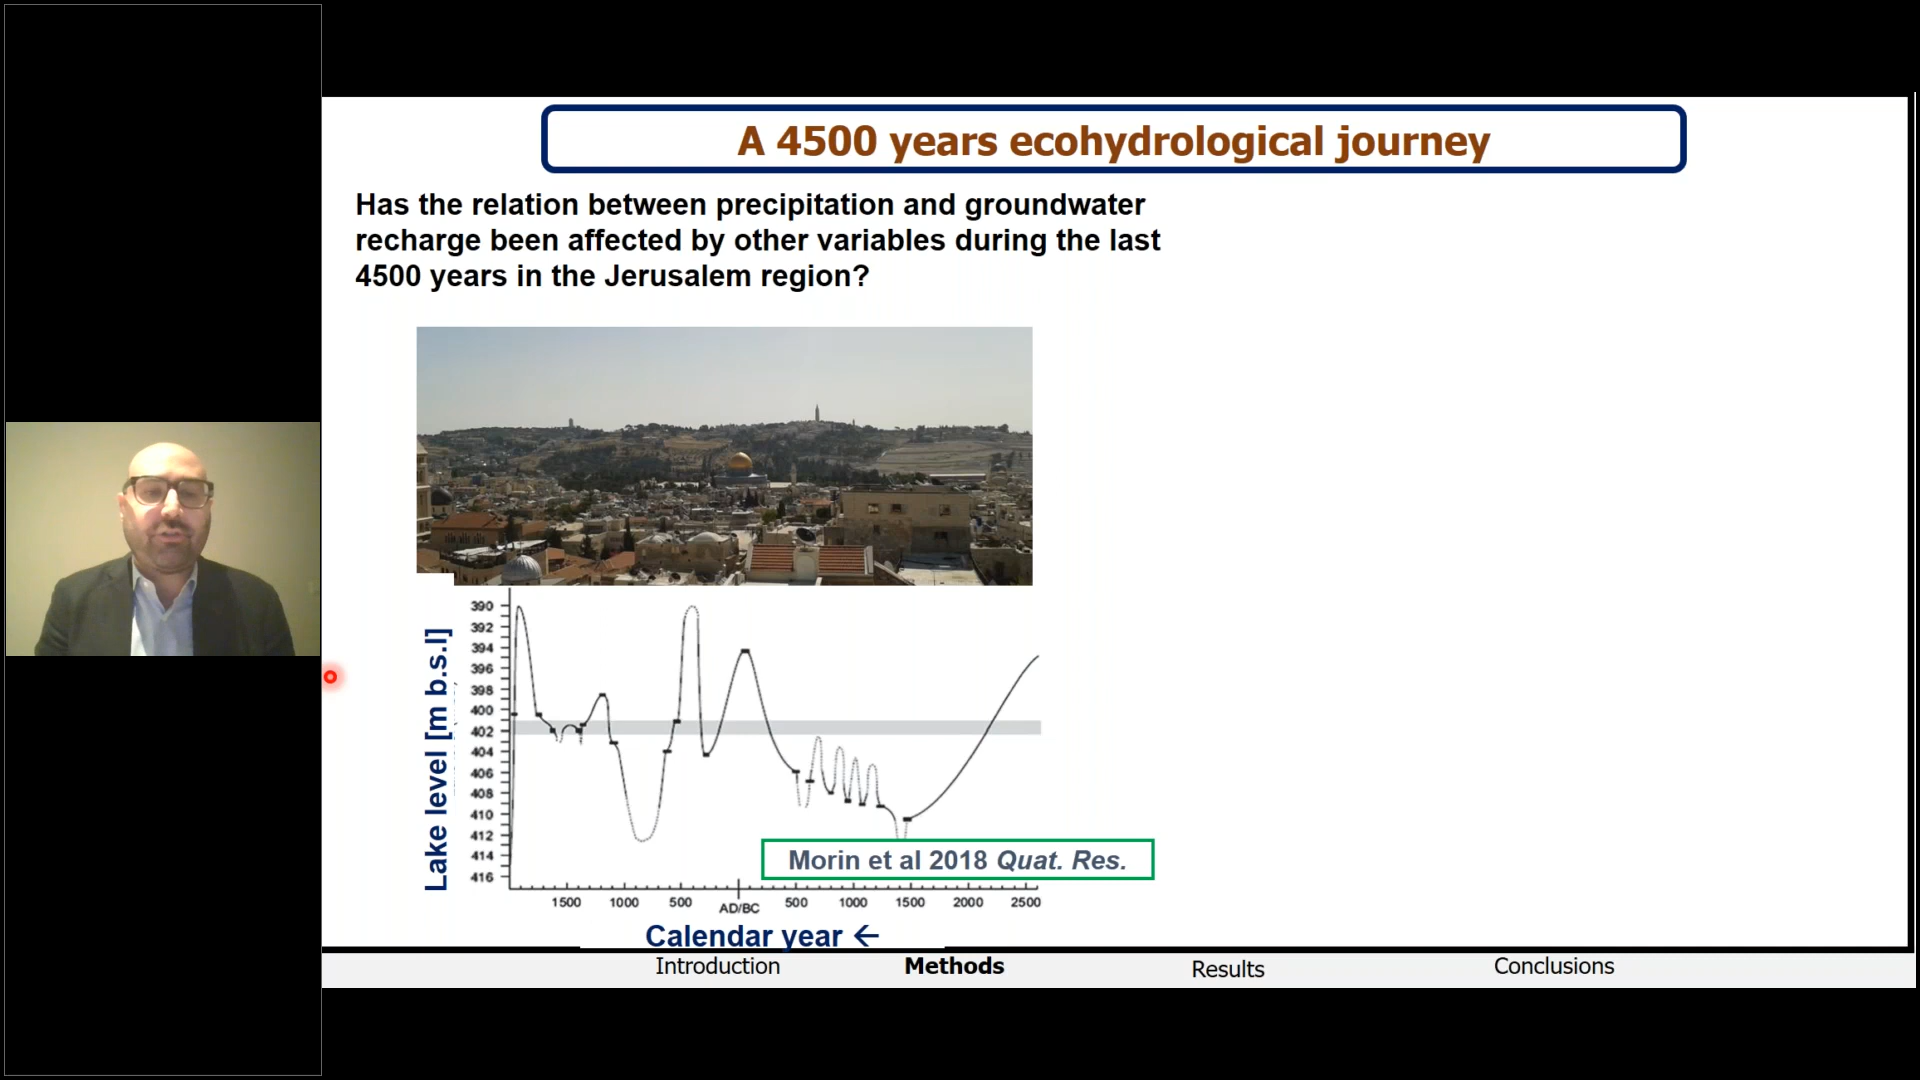 A 4500 years ecohydrological journey
Has the relation between precipitation and groundwater
recharge been affected by other variables during the last
4500 years in the Jerusalem region?
Lake level [m b.s.l]
390
392
394
396
398
400
402
404
406
408
410
412
414
416
Morin et al 2018 Quat. Res.
1500 1000 500 AD/BC 500 1000 1500 2000 2500
Calendar year ←
Introduction Methods Results Conclusions